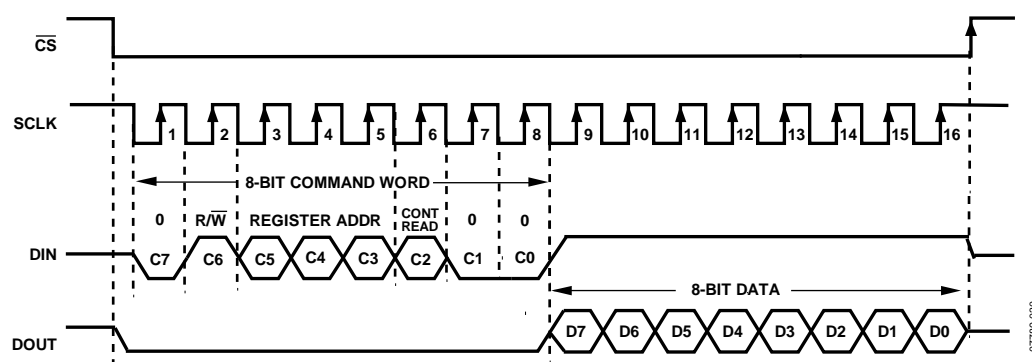 CS
SCLK
1 2 3 4 5 6 7 8 9 10 11 12 13 14 15 16
8-BIT COMMAND WORD
0 R/W REGISTER ADDR CONT READ 0 0
DIN
C7 C6 C5 C4 C3 C2 C1 C0
8-BIT DATA
DOUT
D7 D6 D5 D4 D3 D2 D1 D0